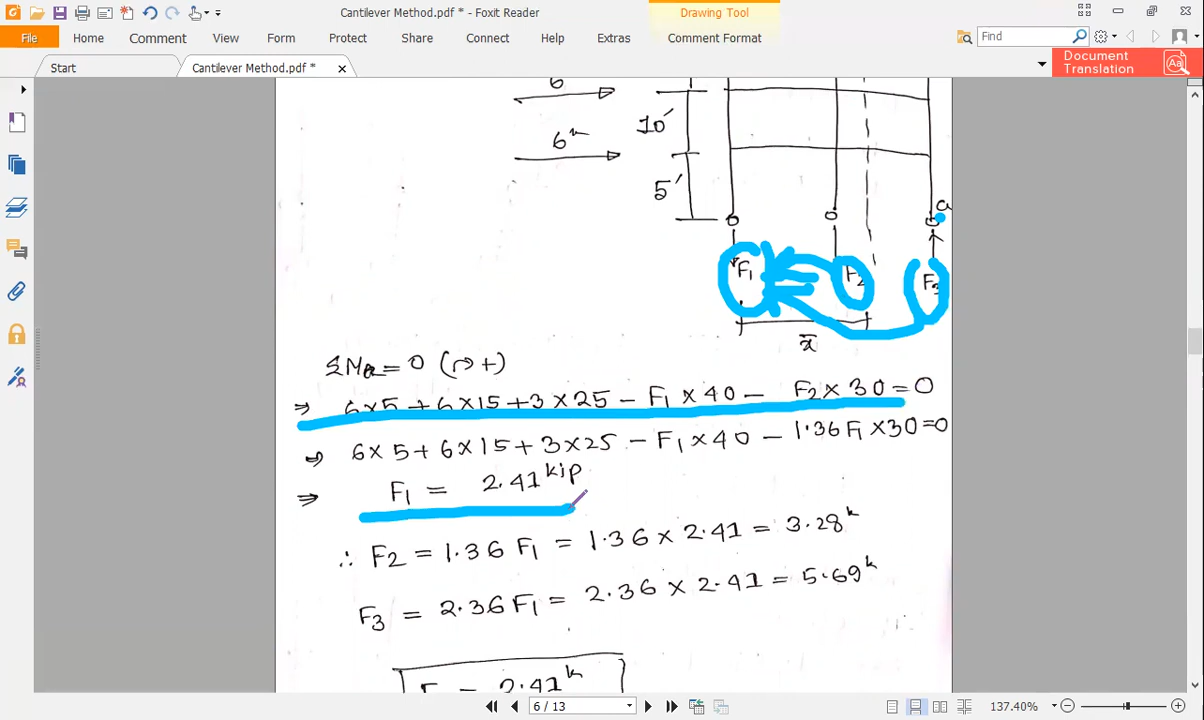 Cantilever Method.pdf * - Foxit Reader
Drawing Tool
File Home Comment View Form Protect Share Connect Help Extras Comment Format Find
Start Cantilever Method.pdf * Document Translation
6
10'
6k
5'
a
F1 F2 F3
x̄
ΣMa = 0 (↷+)
⇒ 6×5 + 6×15 + 3×25 - F1×40 - F2×30 = 0
⇒ 6×5 + 6×15 + 3×25 - F1×40 - 1.36F1×30=0
⇒ F1 = 2.41 kip
∴ F2 = 1.36 F1 = 1.36 × 2.41 = 3.28k
F3 = 2.36 F1 = 2.36 × 2.41 = 5.69k
2.41k
6 / 13 137.40%